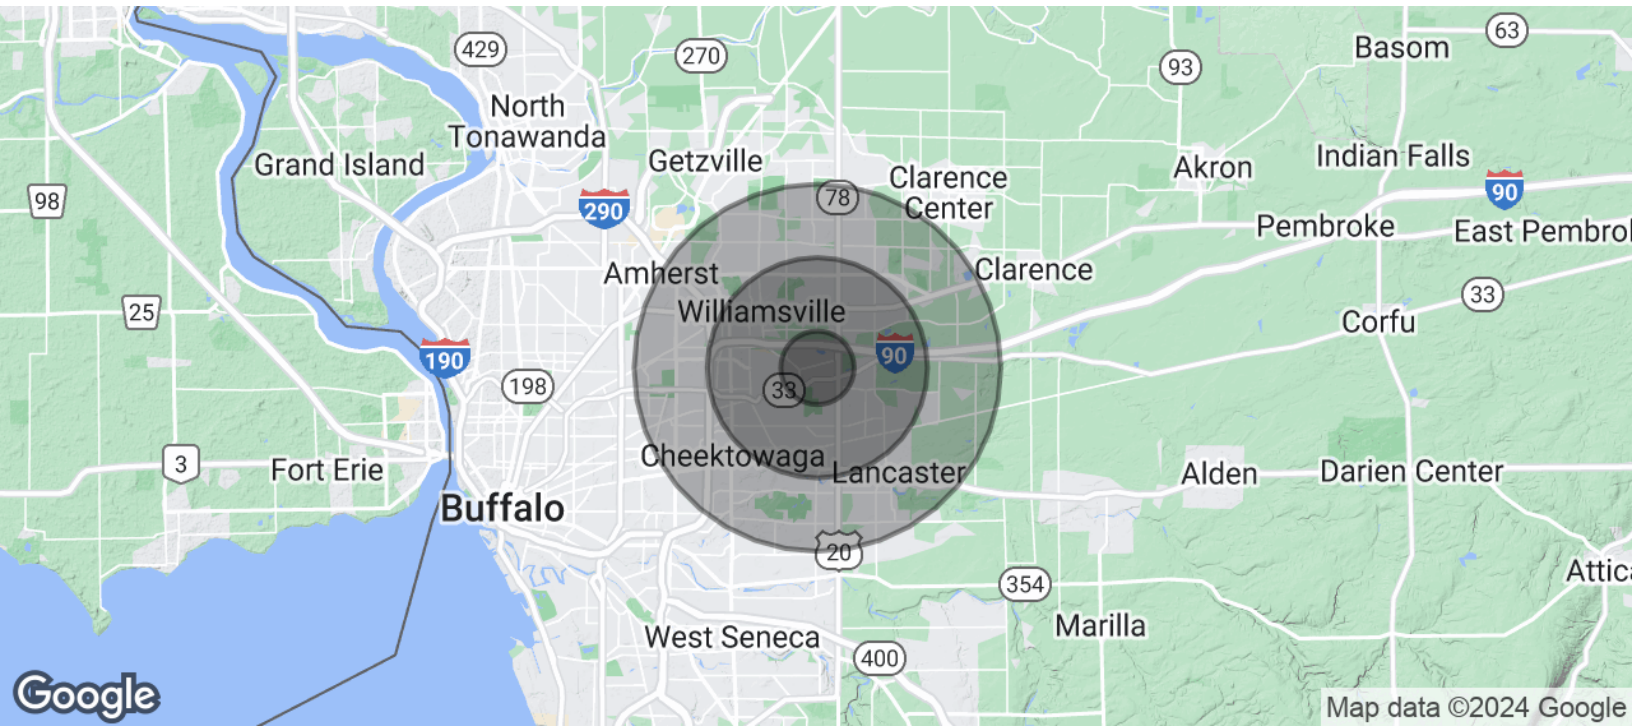 63
Basom
429
270
93
North
Tonawanda
Getzville
Grand Island
Indian Falls
Akron
Clarence
Center
98
290
78
90
Pembroke
East Pembro
Amherst
Clarence
33
25
Williamsville
Corfu
190
90
198
33
Cheektowaga
Lancaster
3
Fort Erie
Alden
Darien Center
Buffalo
20
Attica
354
Marilla
West Seneca
400
Google
Map data ©2024 Google